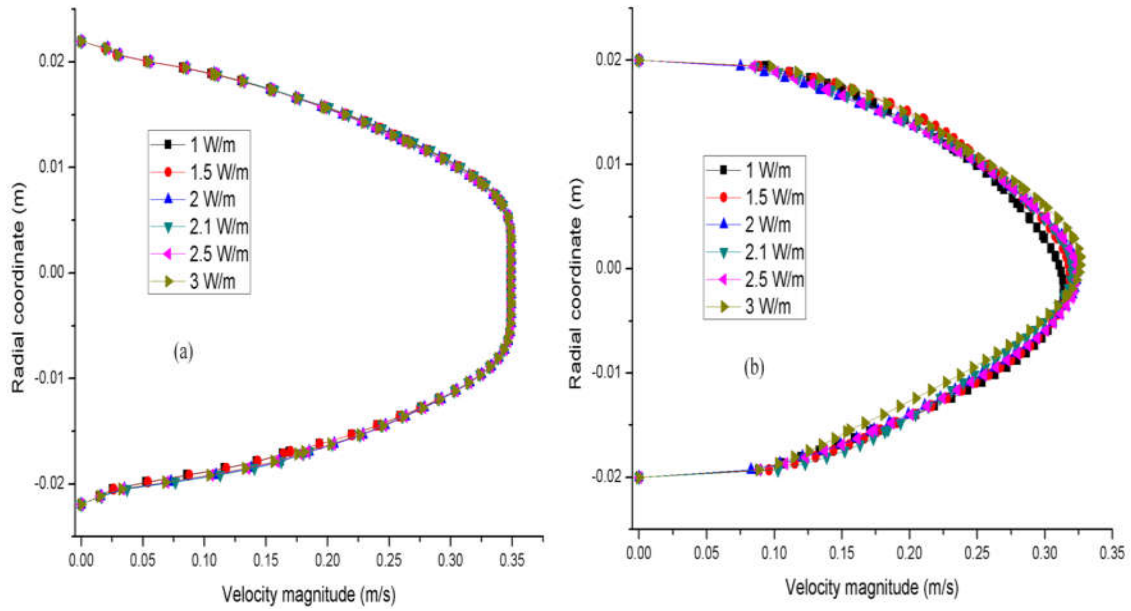 0.02
0.01
0.00
-0.01
-0.02
Radial coordinate (m)
1 W/m
1.5 W/m
2 W/m
2.1 W/m
2.5 W/m
3 W/m
(a)
0.00 0.05 0.10 0.15 0.20 0.25 0.30 0.35
Velocity magnitude (m/s)
0.02
0.01
0.00
-0.01
-0.02
Radial coordinate (m)
1 W/m
1.5 W/m
2 W/m
2.1 W/m
2.5 W/m
3 W/m
(b)
0.00 0.05 0.10 0.15 0.20 0.25 0.30 0.35
Velocity magnitude (m/s)